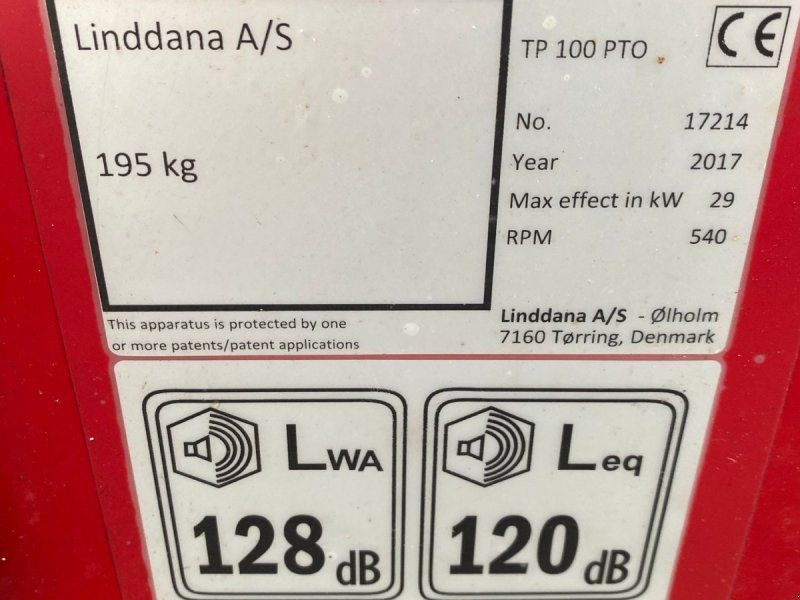 Linddana A/S
195 kg
TP 100 PTO CE
No. 17214
Year 2017
Max effect in kW 29
RPM 540
This apparatus is protected by one
or more patents/patent applications
Linddana A/S - Ølholm
7160 Tørring, Denmark
LWA
128 dB
Leq
120 dB